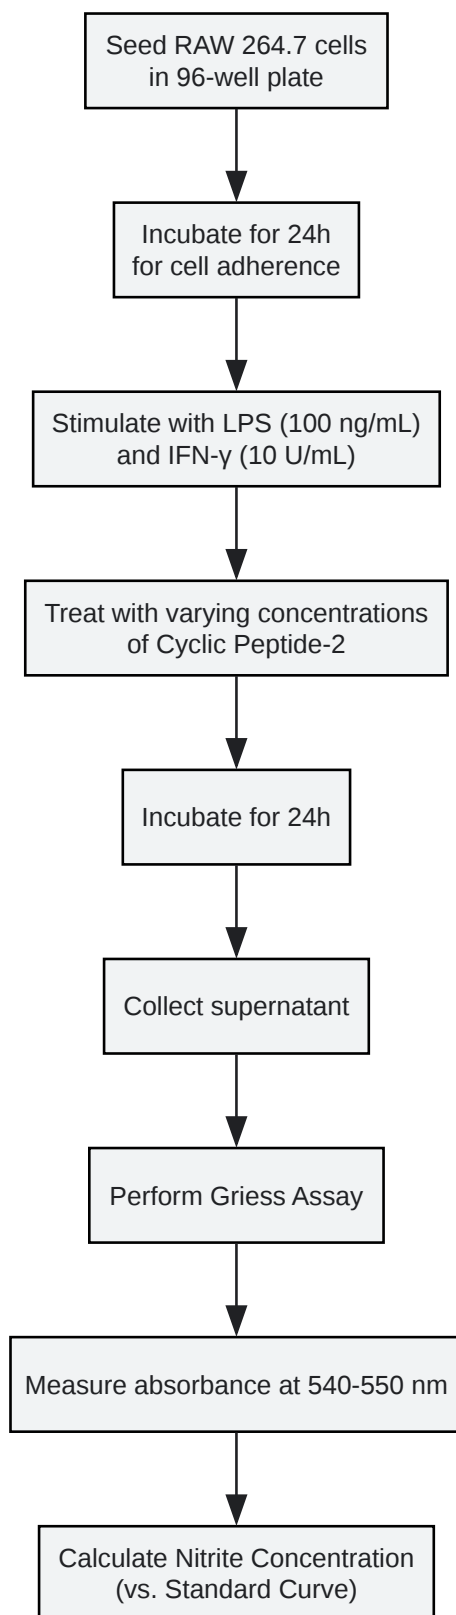 Seed RAW 264.7 cells
in 96-well plate
Incubate for 24h
for cell adherence
Stimulate with LPS (100 ng/mL)
and IFN-γ (10 U/mL)
Treat with varying concentrations
of Cyclic Peptide-2
Incubate for 24h
Collect supernatant
Perform Griess Assay
Measure absorbance at 540-550 nm
Calculate Nitrite Concentration
(vs. Standard Curve)